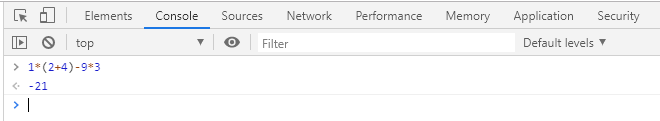 Elements Console Sources Network Performance Memory Application Security
top Filter Default levels
1*(2+4)-9*3
-21